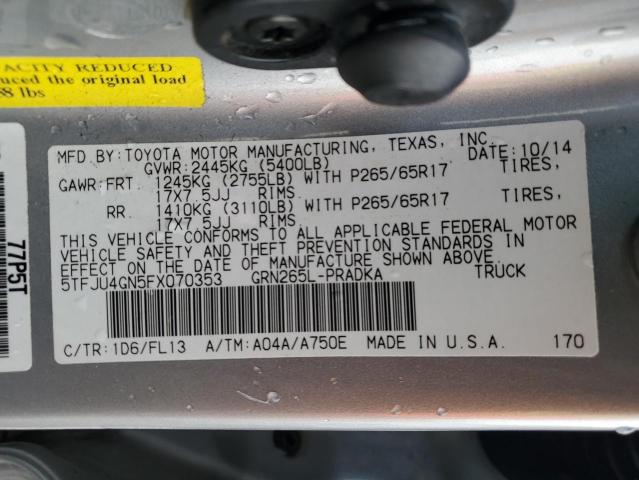 ACITY REDUCED
uced the original load
8 lbs
MFD BY: TOYOTA MOTOR MANUFACTURING, TEXAS, INC.
GVWR: 2445KG (5400LB) DATE: 10/14
GAWR: FRT 1245KG (2755LB) WITH P265/65R17 TIRES,
17X7.5JJ RIMS
RR. 1410KG (3110LB) WITH P265/65R17 TIRES,
17X7.5JJ RIMS
THIS VEHICLE CONFORMS TO ALL APPLICABLE FEDERAL MOTOR
VEHICLE SAFETY AND THEFT PREVENTION STANDARDS IN
EFFECT ON THE DATE OF MANUFACTURE SHOWN ABOVE.
5TFJU4GN5FX070353 GRN265L-PRADKA TRUCK
C/TR: 1D6/FL13 A/TM: A04A/A750E MADE IN U.S.A. 170
77P5T